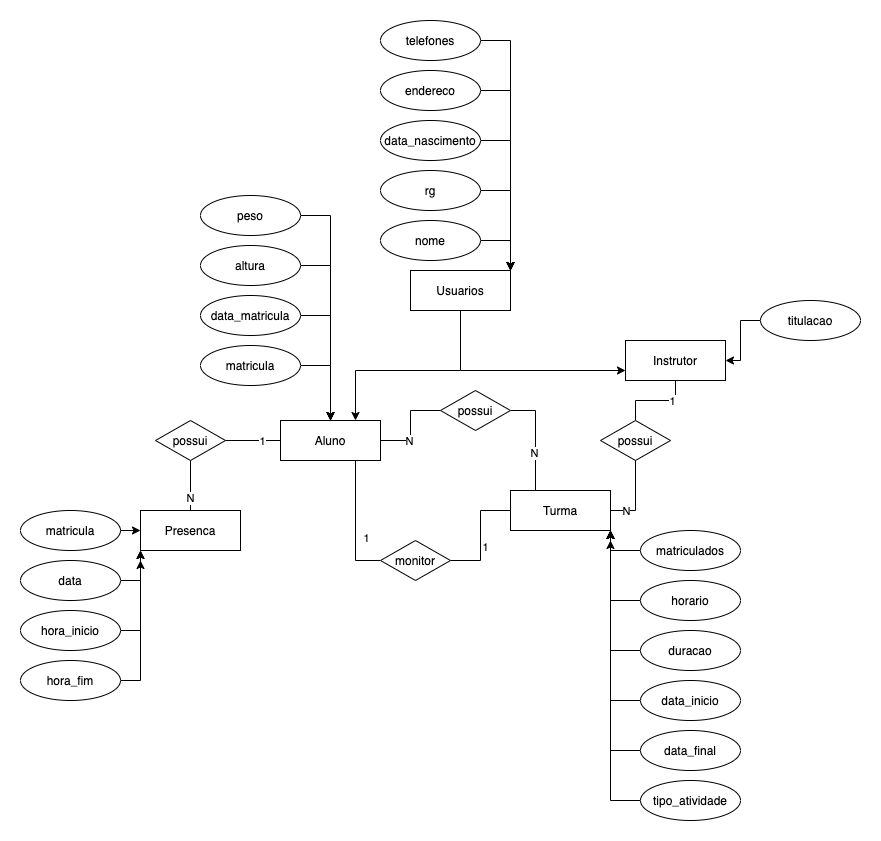 telefones
endereco
data_nascimento
rg
nome
peso
altura
data_matricula
matricula
Usuarios
titulacao
Instrutor
1
possui
N
possui
1
Aluno
N
possui
N
possui
N
Turma
N
matricula
Presenca
1
monitor
1
data
hora_inicio
hora_fim
matriculados
horario
duracao
data_inicio
data_final
tipo_atividade